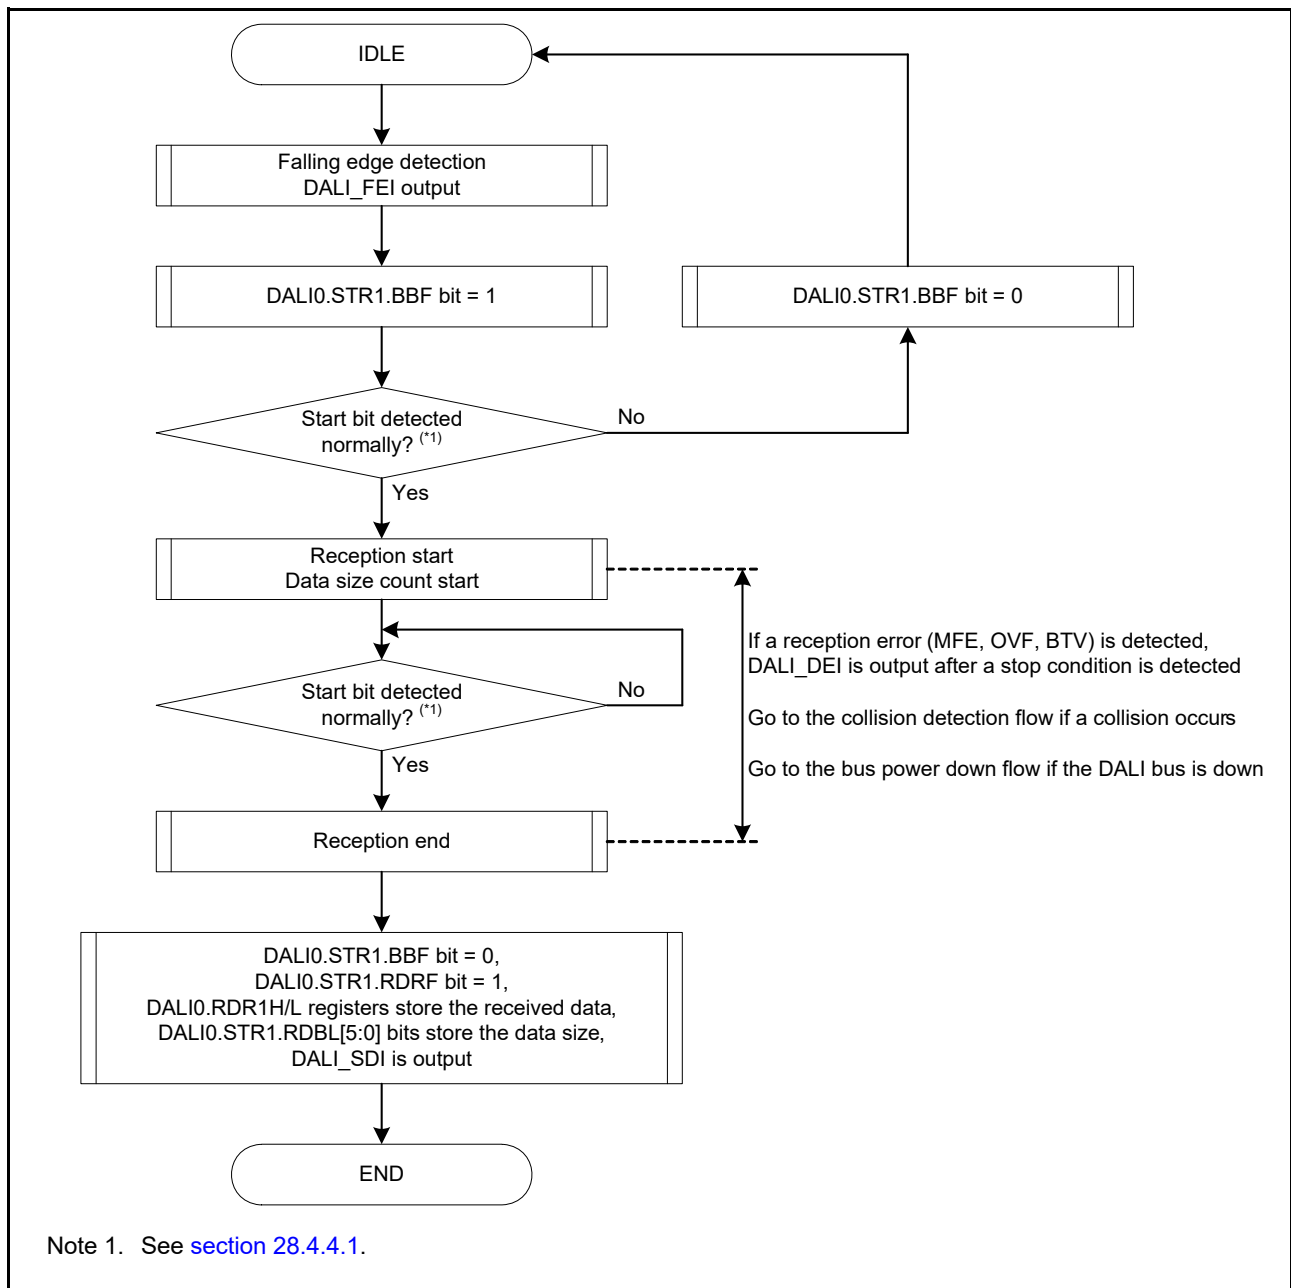 IDLE
Falling edge detection
DALI_FEI output
DALI0.STR1.BBF bit = 1
DALI0.STR1.BBF bit = 0
Start bit detected
normally? (*1)
No
Yes
Reception start
Data size count start
If a reception error (MFE, OVF, BTV) is detected,
DALI_DEI is output after a stop condition is detected
Start bit detected
normally? (*1)
No
Go to the collision detection flow if a collision occurs
Yes
Go to the bus power down flow if the DALI bus is down
Reception end
DALI0.STR1.BBF bit = 0,
DALI0.STR1.RDRF bit = 1,
DALI0.RDR1H/L registers store the received data,
DALI0.STR1.RDBL[5:0] bits store the data size,
DALI_SDI is output
END
Note 1. See section 28.4.4.1.